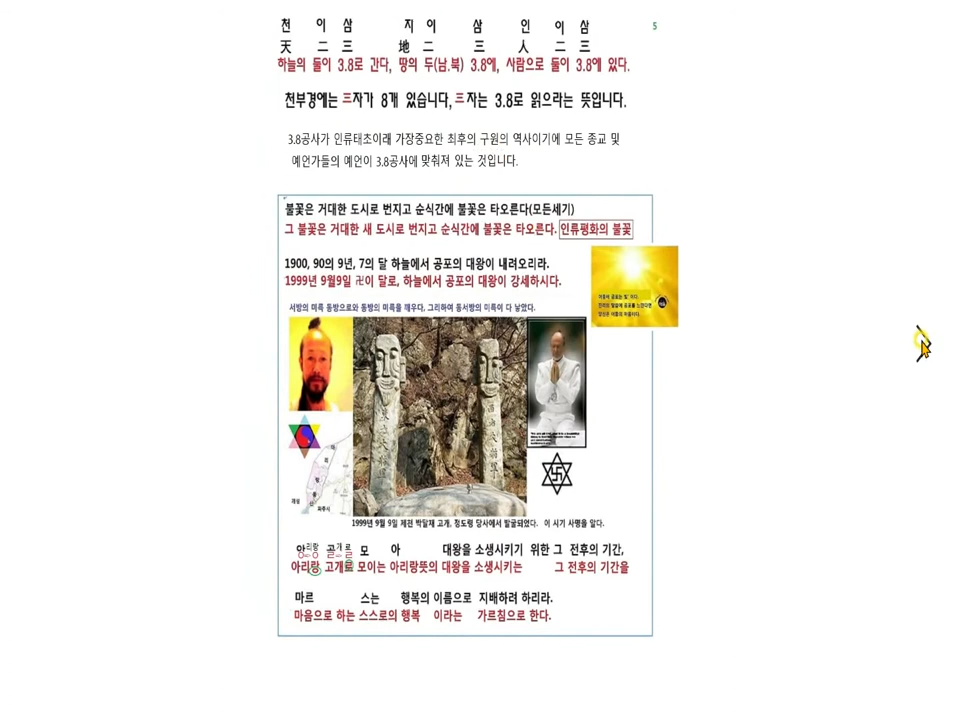 5
천 이 삼 지 이 삼 인 이 삼
天 二 三 地 二 三 人 二 三
하늘의 둘이 3.8로 간다, 땅의 두(남.북) 3.8에, 사람으로 둘이 3.8에 있다.
천부경에는 三자가 8개 있습니다, 三자는 3.8로 읽으라는 뜻입니다.
3.8공사가 인류태초이래 가장중요한 최후의 구원의 역사이기에 모든 종교 및
예언가들의 예언이 3.8공사에 맞춰져 있는 것입니다.
불꽃은 거대한 도시로 번지고 순식간에 불꽃은 타오른다(모든세기)
그 불꽃은 거대한 새 도시로 번지고 순식간에 불꽃은 타오른다. 인류평화의 불꽃
1900, 90의 9년, 7의 달 하늘에서 공포의 대왕이 내려오리라.
1999년 9월9일 卍이 달로, 하늘에서 공포의 대왕이 강세하시다.
서방의 미륵 동방으로와 동방의 미륵을 깨우다, 그리하여 동서방의 미륵이 다 낳았다.
1999년 9월 9일 제천 박달재 고개, 청도령 당사에서 발굴되었다. 이 시기 사명을 알다.
앙리랑 골개를 모 아 대왕을 소생시키기 위한 그 전후의 기간,
아리랑 고개로 모이는 아리랑뜻의 대왕을 소생시키는 그 전후의 기간을
마르 스는 행복의 이름으로 지배하려 하리라.
마음으로 하는 스스로의 행복 이라는 가르침으로 한다.